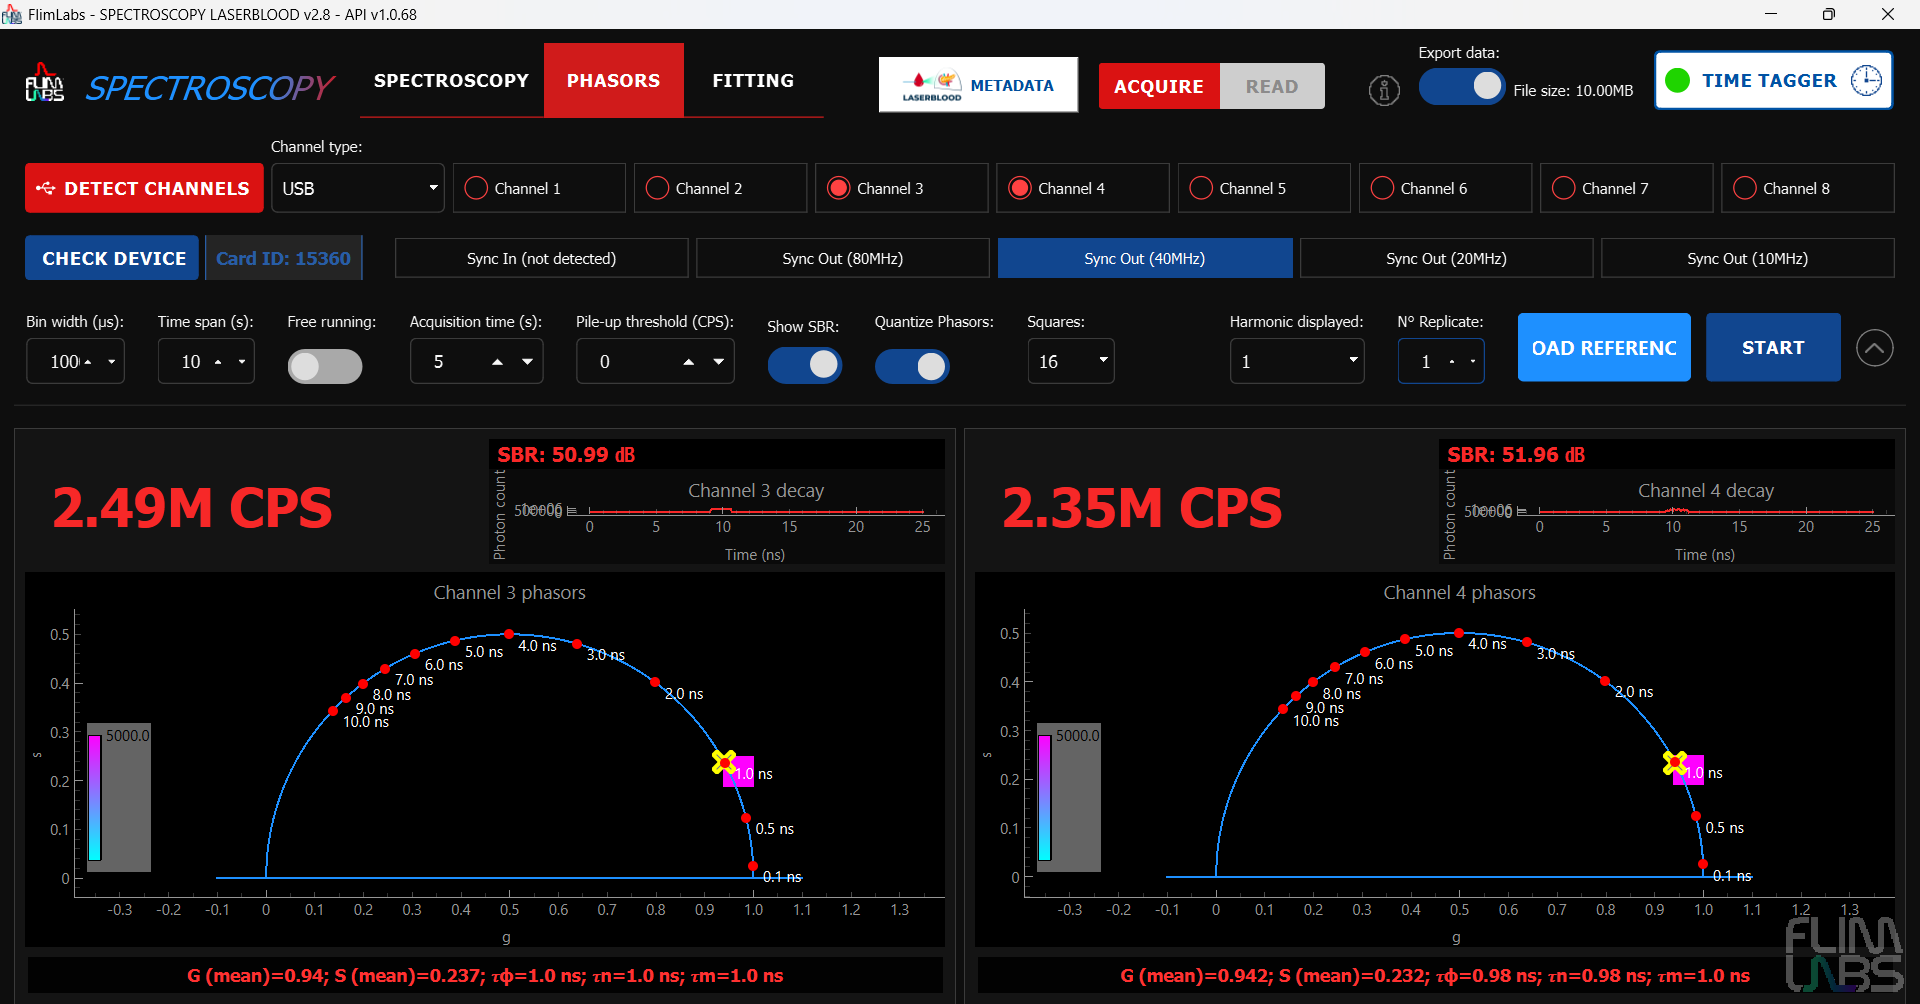 FlimLabs - SPECTROSCOPY LASERBLOOD v2.8 - API v1.0.68
FLIM LABS
SPECTROSCOPY
SPECTROSCOPY PHASORS FITTING
LASERBLOOD METADATA
ACQUIRE READ
Export data:
File size: 10.00MB
TIME TAGGER
Channel type:
DETECT CHANNELS USB Channel 1 Channel 2 Channel 3 Channel 4 Channel 5 Channel 6 Channel 7 Channel 8
CHECK DEVICE Card ID: 15360 Sync In (not detected) Sync Out (80MHz) Sync Out (40MHz) Sync Out (20MHz) Sync Out (10MHz)
Bin width (µs): Time span (s): Free running: Acquisition time (s): Pile-up threshold (CPS): Show SBR: Quantize Phasors: Squares: Harmonic displayed: N° Replicate:
100 10 5 0 16 1 1 OAD REFERENC START
SBR: 50.99 dB
2.49M CPS
Channel 3 decay
Photon count
0 5 10 15 20 25
Time (ns)
Channel 3 phasors
0.5
0.4
0.3
0.2
0.1
0
s
5000.0
10.0 ns
9.0 ns
8.0 ns
7.0 ns
6.0 ns
5.0 ns
4.0 ns
3.0 ns
2.0 ns
1.0 ns
0.5 ns
0.1 ns
-0.3 -0.2 -0.1 0 0.1 0.2 0.3 0.4 0.5 0.6 0.7 0.8 0.9 1.0 1.1 1.2 1.3
g
G (mean)=0.94; S (mean)=0.237; τϕ=1.0 ns; τn=1.0 ns; τm=1.0 ns
SBR: 51.96 dB
2.35M CPS
Channel 4 decay
Photon count
0 5 10 15 20 25
Time (ns)
Channel 4 phasors
0.5
0.4
0.3
0.2
0.1
0
s
5000.0
10.0 ns
9.0 ns
8.0 ns
7.0 ns
6.0 ns
5.0 ns
4.0 ns
3.0 ns
2.0 ns
1.0 ns
0.5 ns
0.1 ns
-0.3 -0.2 -0.1 0 0.1 0.2 0.3 0.4 0.5 0.6 0.7 0.8 0.9 1.0 1.1 1.2 1.3
g
G (mean)=0.942; S (mean)=0.232; τϕ=0.98 ns; τn=0.98 ns; τm=1.0 ns
FLIM LABS